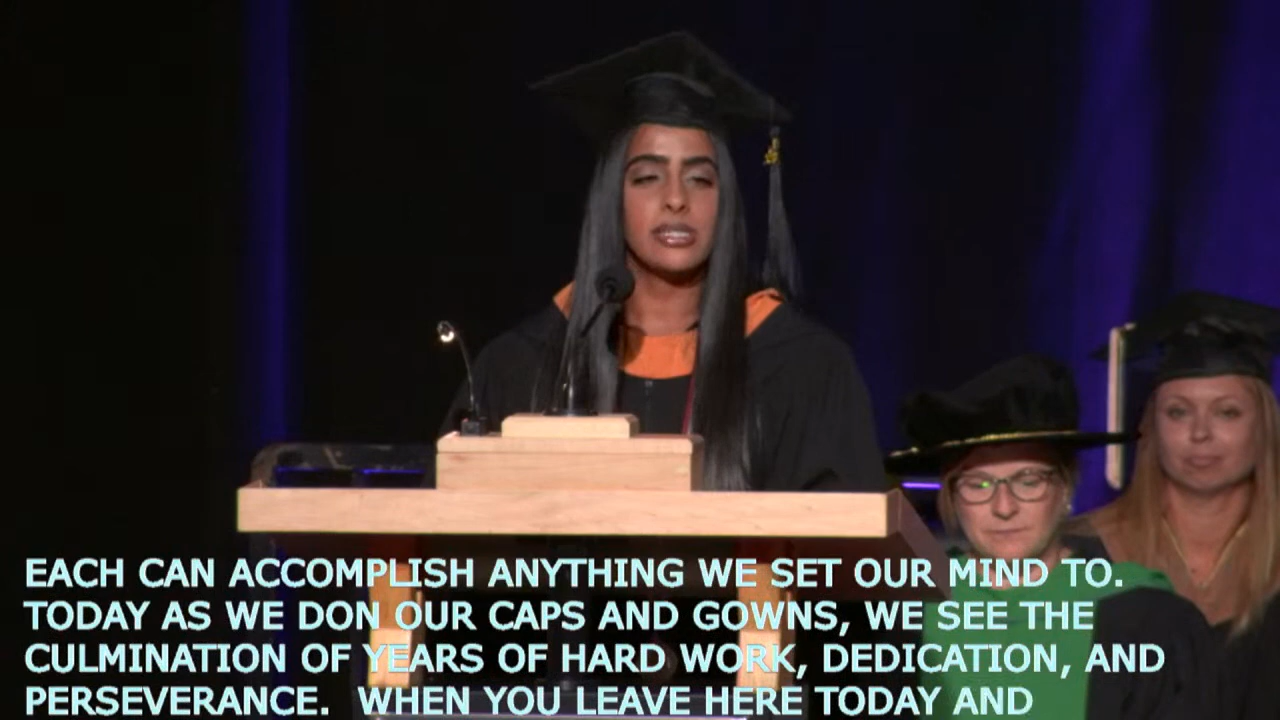 EACH CAN ACCOMPLISH ANYTHING WE SET OUR MIND TO.
TODAY AS WE DON OUR CAPS AND GOWNS, WE SEE THE
CULMINATION OF YEARS OF HARD WORK, DEDICATION, AND
PERSEVERANCE.  WHEN YOU LEAVE HERE TODAY AND